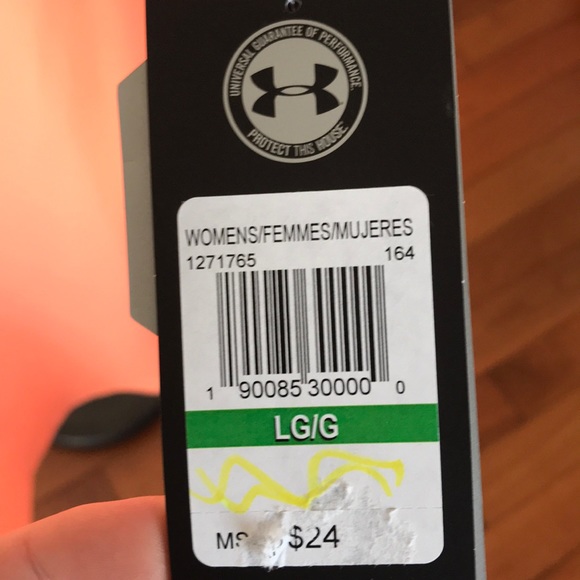 UNIVERSAL GUARANTEE OF PERFORMANCE.
PROTECT THIS HOUSE
WOMENS/FEMMES/MUJERES
1271765 164
1 90085 30000 0
LG/G
$24